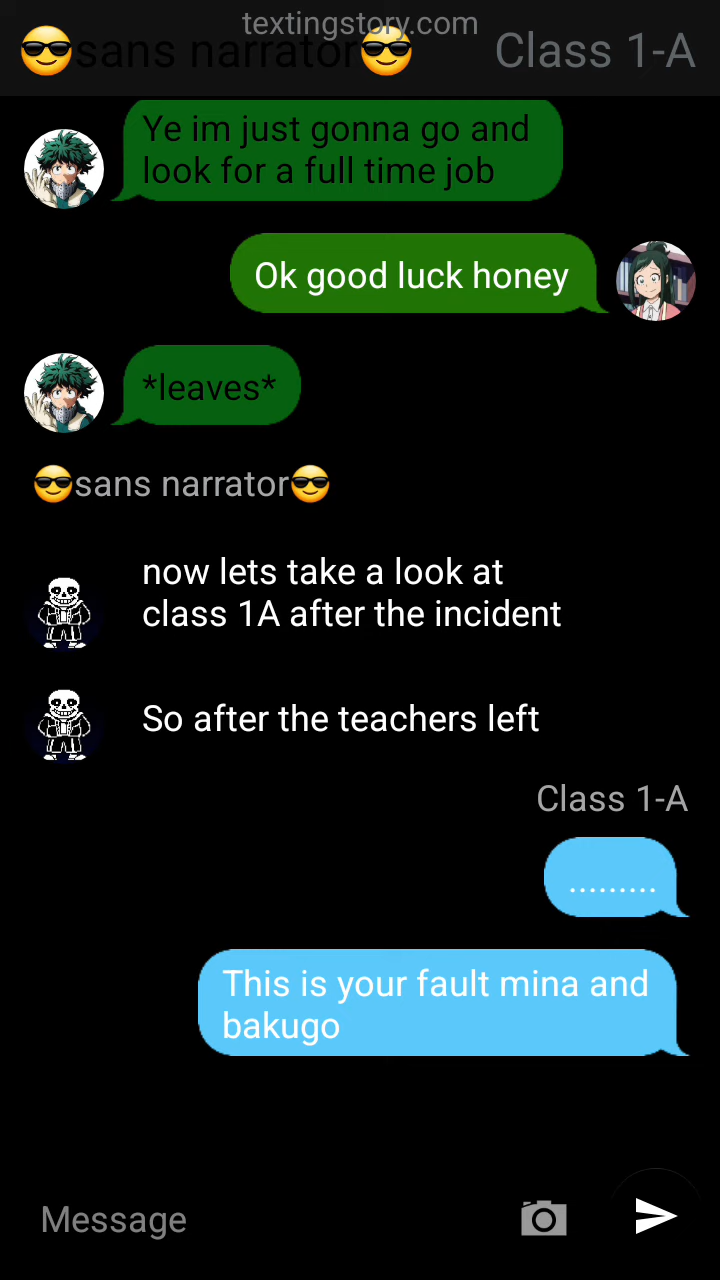 textingstory.com
😎sans narrator😎 Class 1-A
Ye im just gonna go and
look for a full time job
Ok good luck honey
*leaves*
😎sans narrator😎
now lets take a look at
class 1A after the incident
So after the teachers left
Class 1-A
.........
This is your fault mina and
bakugo
Message